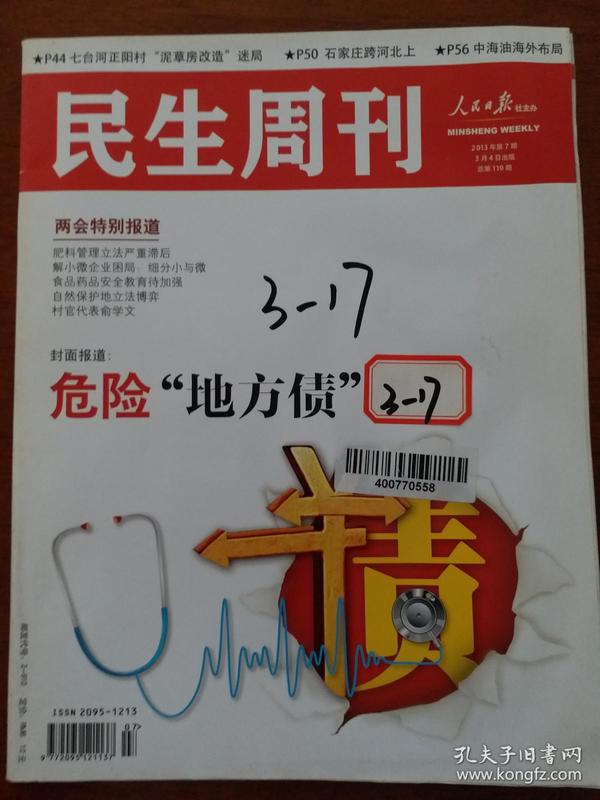 ★P44 七台河正阳村“泥草房改造”迷局 ★P50 石家庄跨河北上 ★P56 中海油海外布局
民生周刊
人民日报 社主办
MINSHENG WEEKLY
2013年第7期
3月4日出版
总第119期
两会特别报道
肥料管理立法严重滞后
解小微企业困局：细分小与微
食品药品安全教育待加强
自然保护地立法博弈
村官代表俞学文
3-17
封面报道：
危险“地方债”
3-17
400770558
债
ISSN 2095-1213
07>
9 772095 121137
孔夫子旧书网
www.kongfz.com